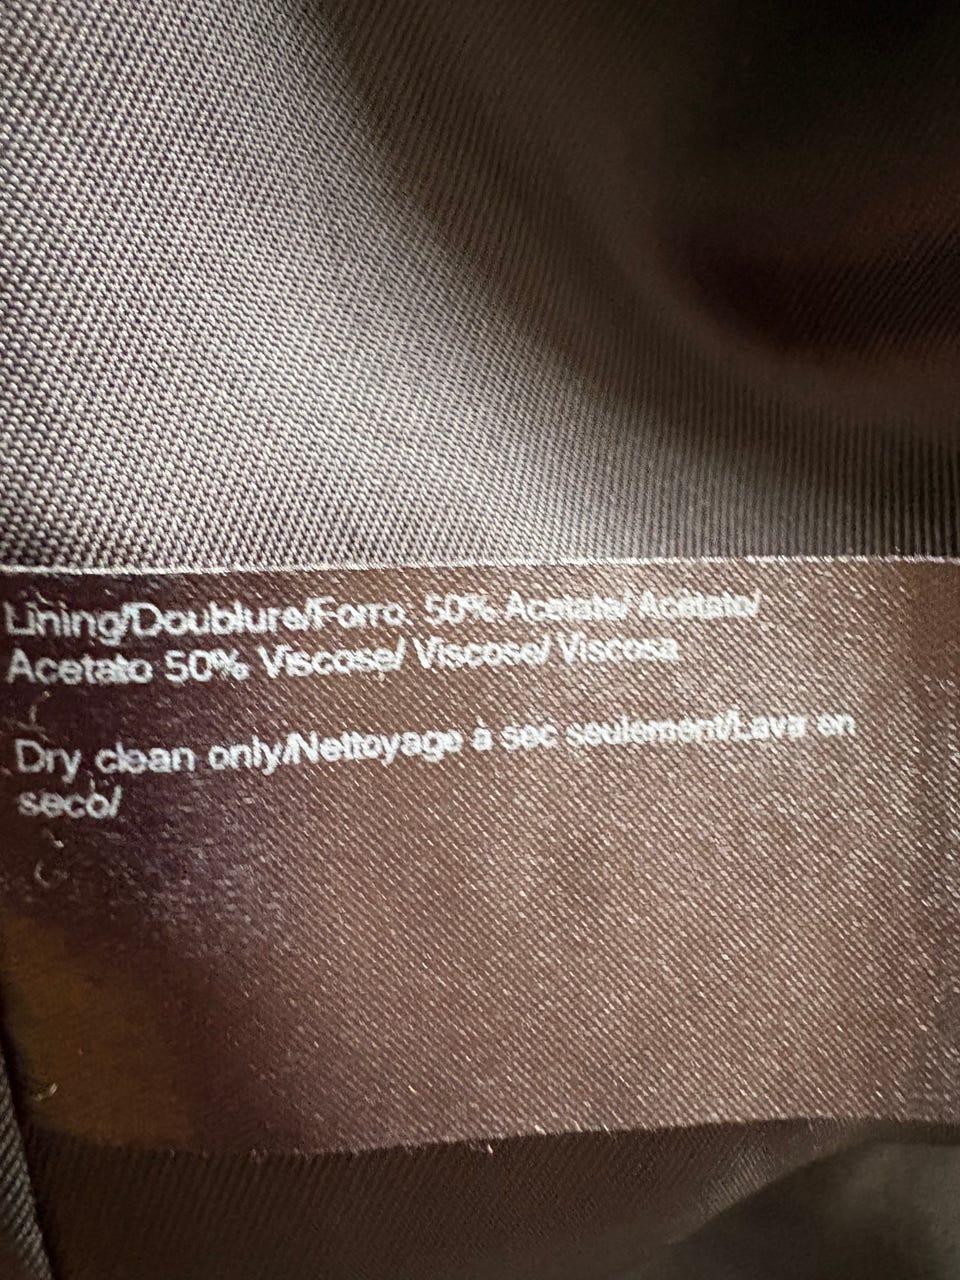 Lining/Doublure/Forro: 50% Acetate/ Acétate/
Acetato 50% Viscose/ Viscose/ Viscosa
Dry clean only/Nettoyage à sec seulement/Lava en
seco/